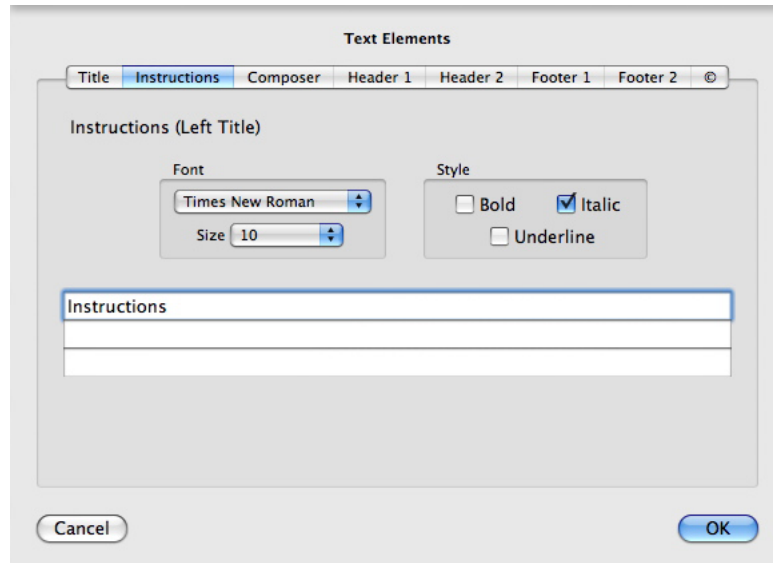 Text Elements
Title Instructions Composer Header 1 Header 2 Footer 1 Footer 2 ©
Instructions (Left Title)
Font Style
Times New Roman Bold Italic
Size 10 Underline
Instructions
Cancel OK